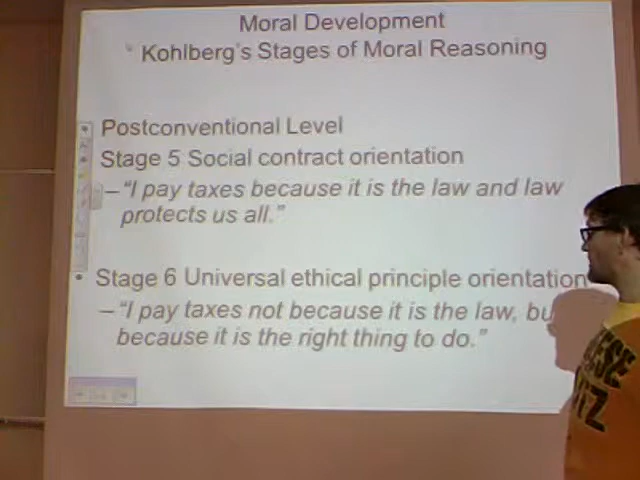 Moral Development
Kohlberg's Stages of Moral Reasoning
Postconventional Level
Stage 5 Social contract orientation
– "I pay taxes because it is the law and law
protects us all."
• Stage 6 Universal ethical principle orientation
– "I pay taxes not because it is the law, bu
because it is the right thing to do."